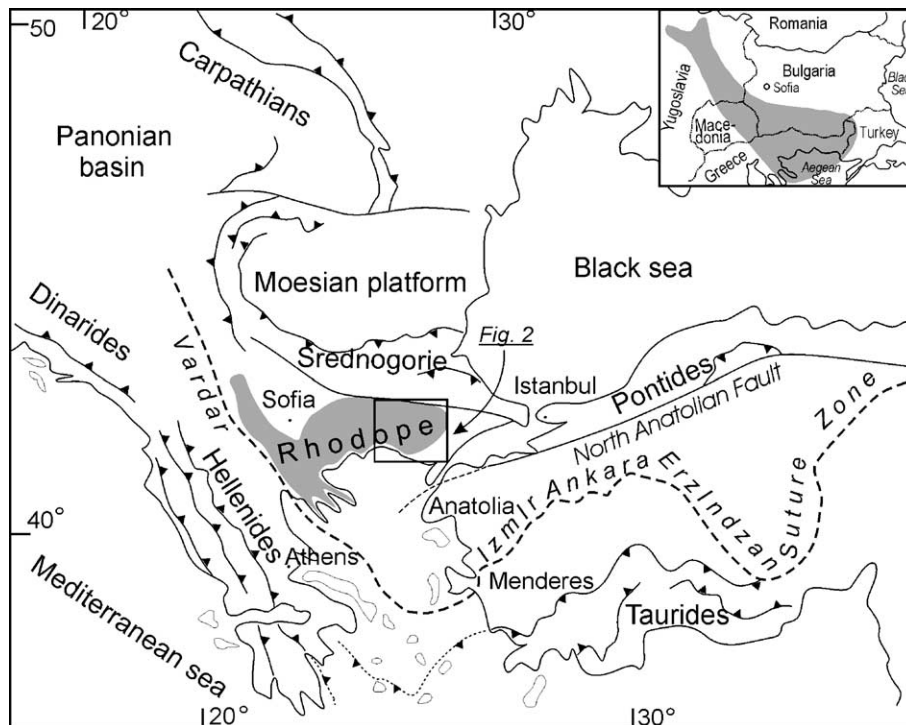 50
20°
30°
Carpathians
Panonian
basin
Romania
Bulgaria
Sofia
Yugoslavia
Mace-
donia
Greece
Turkey
Aegean
Sea
Black
Sea
Moesian platform
Black sea
Dinarides
Vardar
Srednogorie
Fig. 2
Istanbul
Pontides
Sofia
Rhodope
North Anatolian Fault
Hellenides
Anatolia
Izmir Ankara ErzIndzan
Suture Zone
40°
Athens
Menderes
Mediterranean sea
Taurides
20°
30°